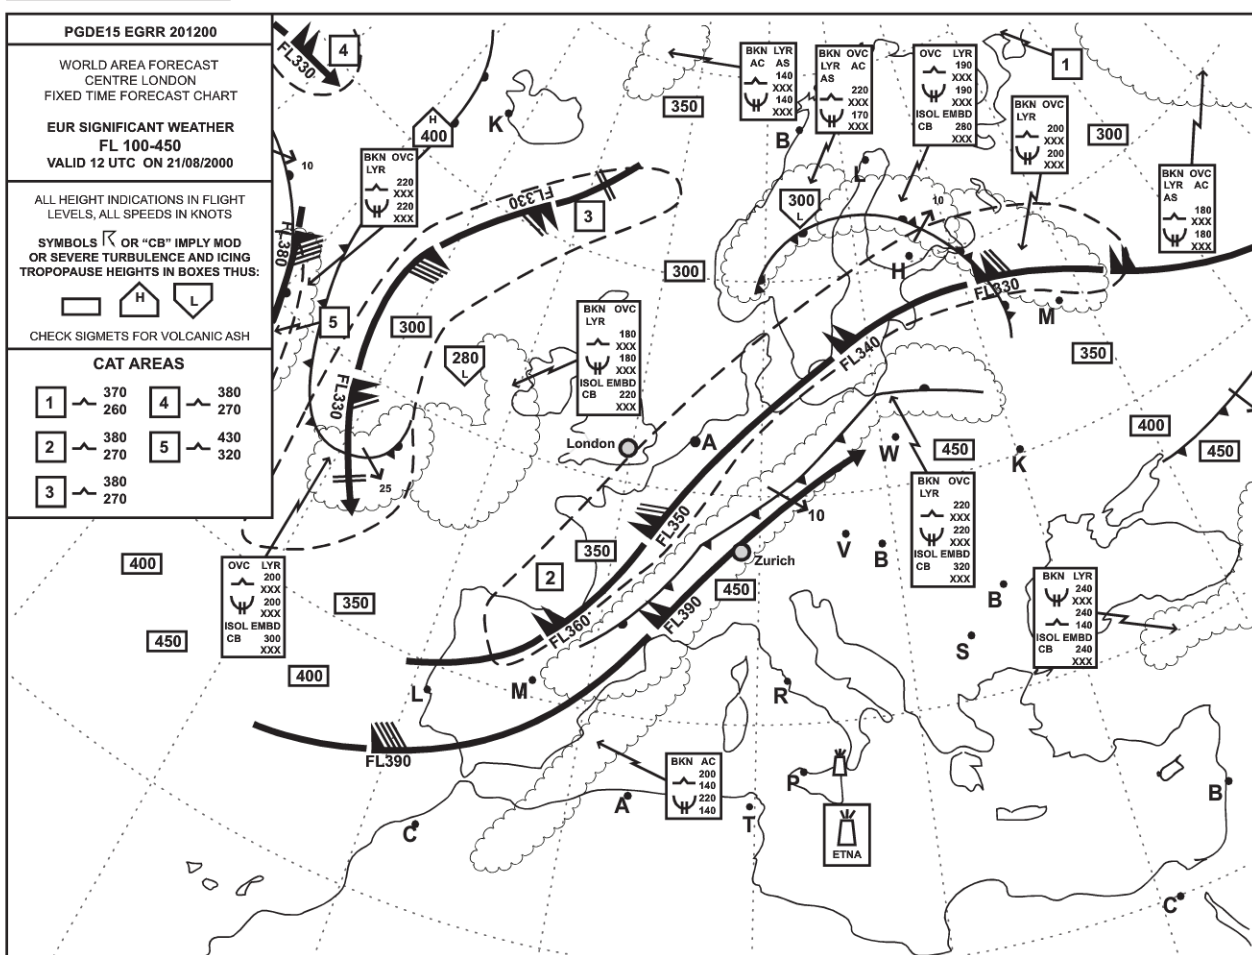 PGDE15 EGRR 201200
WORLD AREA FORECAST
CENTRE LONDON
FIXED TIME FORECAST CHART
EUR SIGNIFICANT WEATHER
FL 100-450
VALID 12 UTC ON 21/08/2000
ALL HEIGHT INDICATIONS IN FLIGHT
LEVELS, ALL SPEEDS IN KNOTS
SYMBOLS OR “CB” IMPLY MOD
OR SEVERE TURBULENCE AND ICING
TROPOPAUSE HEIGHTS IN BOXES THUS:
H
L
CHECK SIGMETS FOR VOLCANIC ASH
CAT AREAS
1 370
260
4 380
270
2 380
270
5 430
320
3 380
270
FL330
4
H
400
K
350
BKN LYR
AC AS
140
XXX
140
XXX
BKN OVC
LYR AC
AS
220
XXX
170
XXX
OVC LYR
190
XXX
190
XXX
ISOL EMBD
CB 280
XXX
1
BKN OVC
LYR
200
XXX
200
XXX
300
BKN OVC
LYR AC
AS
180
XXX
180
XXX
B
L
10
BKN OVC
LYR
220
XXX
220
XXX
FL330
3
300
L
10
H
FL380
300
FL330
M
5
300
280
L
BKN OVC
LYR
180
XXX
180
XXX
ISOL EMBD
CB 220
XXX
FL340
350
FL330
London
A
W
450
K
400
450
25
BKN OVC
LYR
220
XXX
220
XXX
ISOL EMBD
CB 320
XXX
FL350
10
350
Zurich
V
B
400
OVC LYR
200
XXX
200
XXX
ISOL EMBD
CB 300
XXX
350
2
450
B
BKN LYR
240
XXX
240
140
ISOL EMBD
CB 240
XXX
450
FL360
FL390
S
400
L
M
R
FL390
BKN AC
200
140
220
140
P
B
A
T
C
ETNA
C